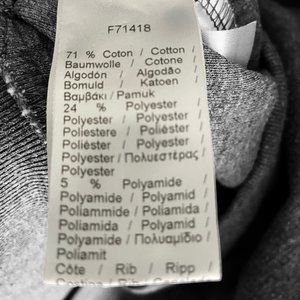 F71418
71 % Coton / Cotton /
Baumwolle / Cotone
Algodón / Algodão
Bomuld / Katoen /
Βαμβάκι / Pamuk
24 % Polyester /
Polyester / Polyester /
Poliestere / Poliéster /
Poliéster / Polyester /
Polyester / Πολυεστέρας /
Polyester
5 % Polyamide /
Polyamide / Polyamid /
Poliammide / Poliamida
Poliamida / Polyamid /
Polyamide / Πολυαμίδιο /
Poliamit
Côte / Rib / Ripp /